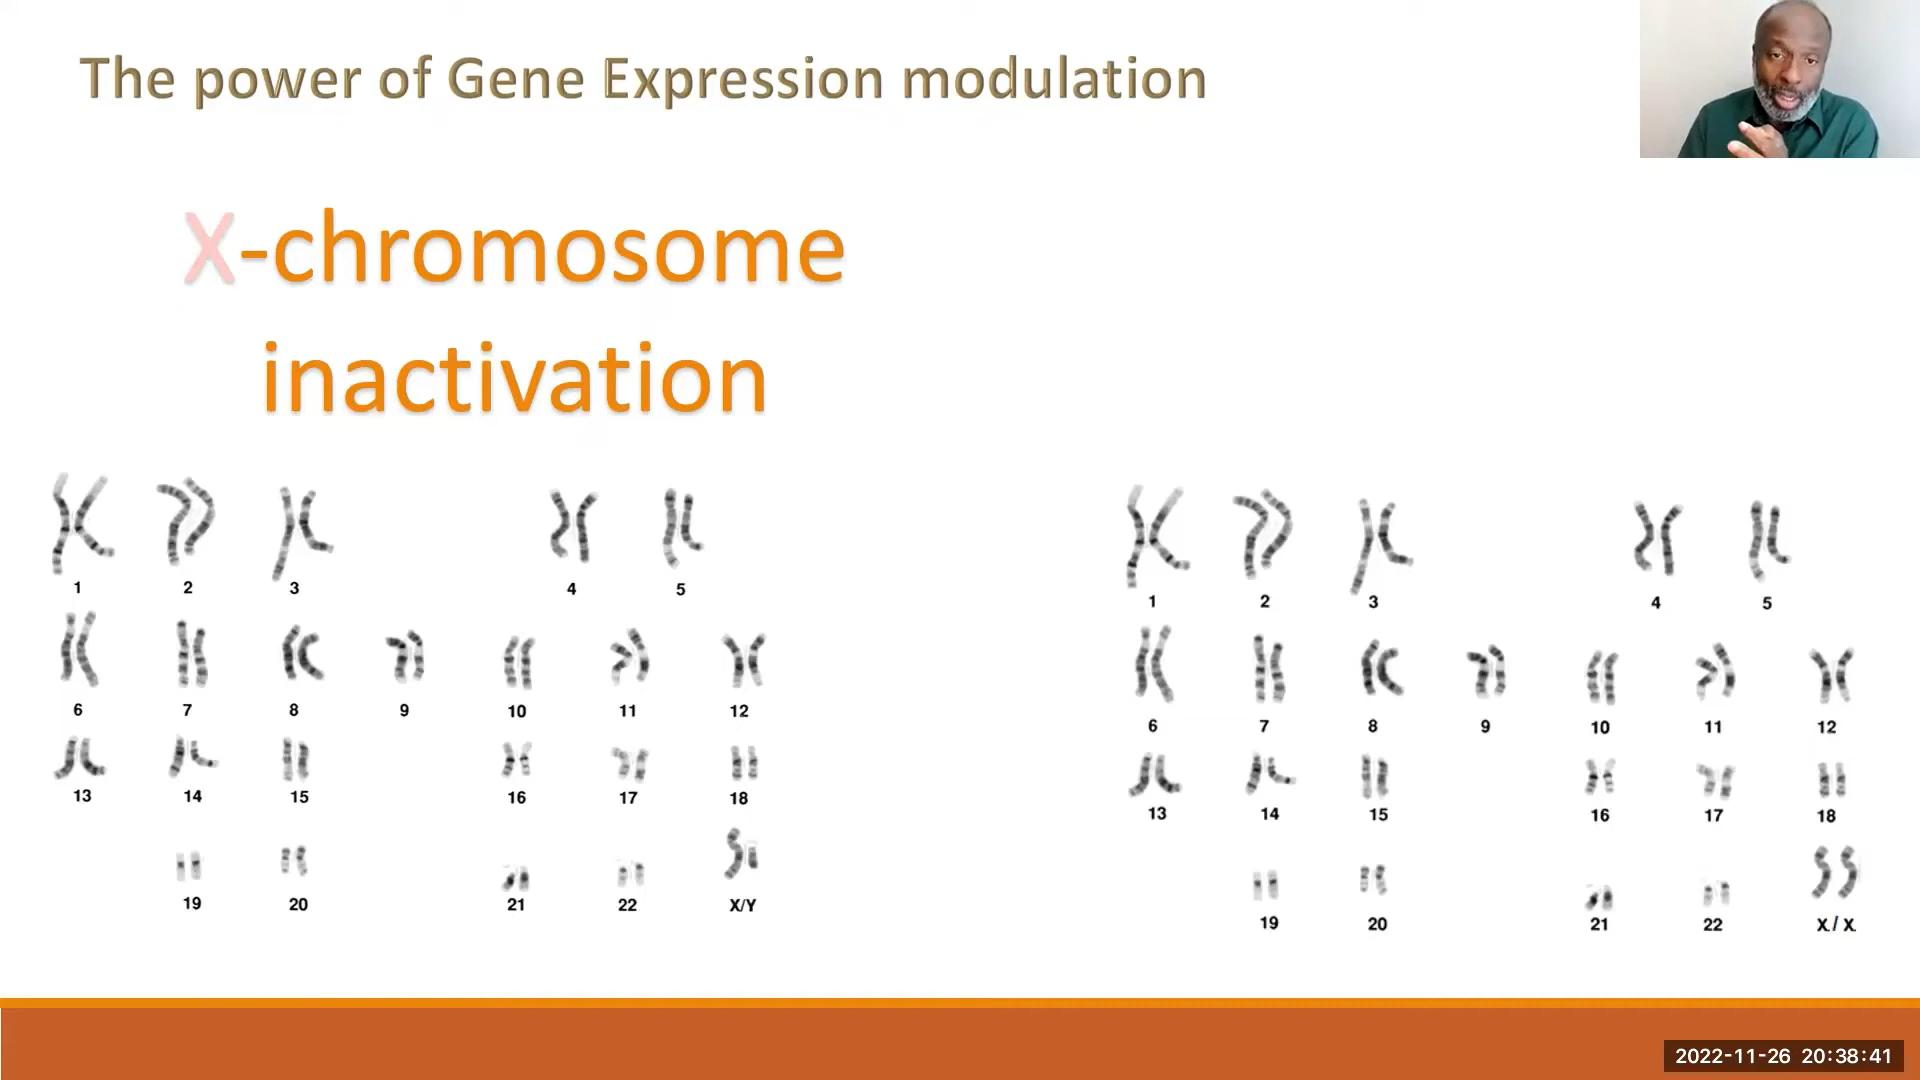 The power of Gene Expression modulation
X-chromosome
inactivation
1 2 3 4 5
6 7 8 9 10 11 12
13 14 15 16 17 18
19 20 21 22 X/Y
1 2 3 4 5
6 7 8 9 10 11 12
13 14 15 16 17 18
19 20 21 22 X/X
2022-11-26 20:38:41